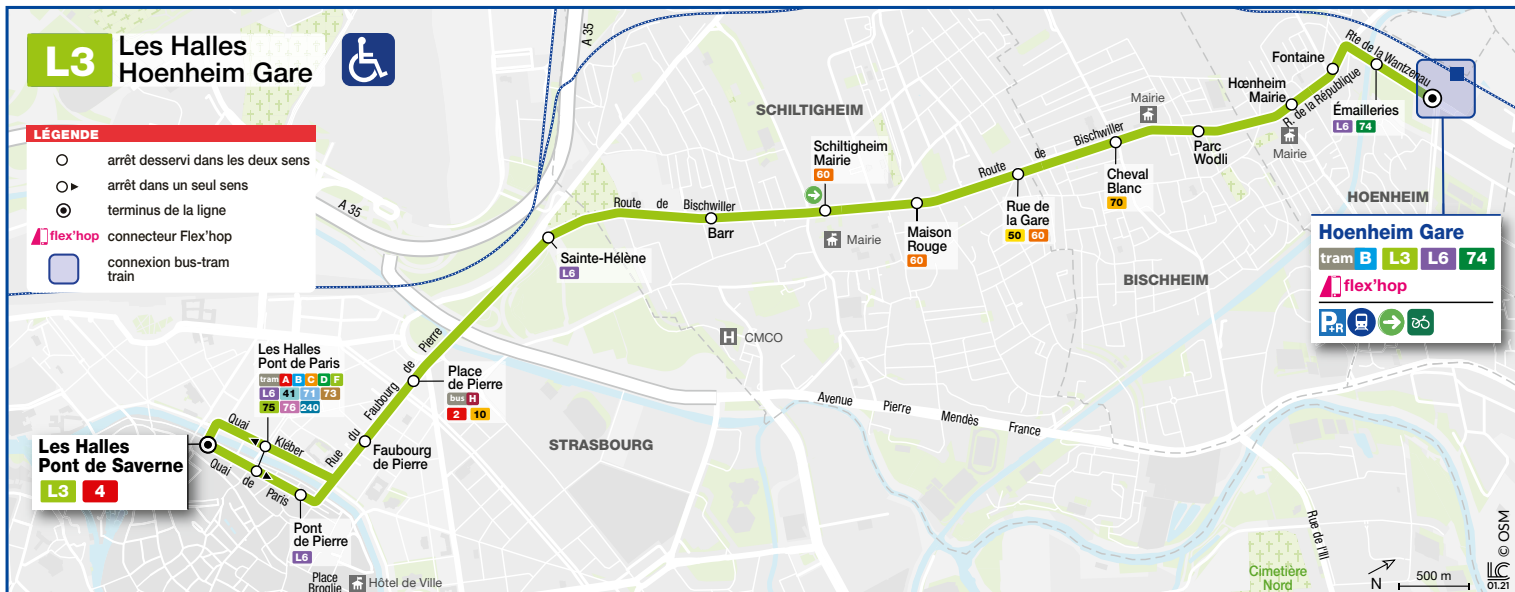 L3
Les Halles
Hoenheim Gare
LÉGENDE
arrêt desservi dans les deux sens
arrêt dans un seul sens
terminus de la ligne
flex'hop connecteur Flex'hop
connexion bus-tram
train
A 35
A 35
SCHILTIGHEIM
BISCHHEIM
HOENHEIM
STRASBOURG
Les Halles
Pont de Saverne
L3 4
Quai Kléber
Quai de Paris
Les Halles
Pont de Paris
tram A B C D F
L6 41 71 73
75 76 240
Pont
de Pierre
L6
Place
Broglie
Hôtel de Ville
Rue du Faubourg de Pierre
Faubourg
de Pierre
Place
de Pierre
bus H
2 10
Sainte-Hélène
L6
Route de Bischwiller
Barr
Schiltigheim
Mairie
60
Mairie
Maison
Rouge
60
H CMCO
Route de Bischwiller
Rue de
la Gare
50 60
Cheval
Blanc
70
Mairie
Parc
Wodli
Hœnheim
Mairie
Mairie
R. de la République
Fontaine
Rte de la Wantzenau
Émailleries
L6 74
Hoenheim Gare
tram B L3 L6 74
flex'hop
P+R
Avenue Pierre Mendès France
Rue de l'Ill
Cimetière
Nord
N
500 m
© OSM
LC
01.21